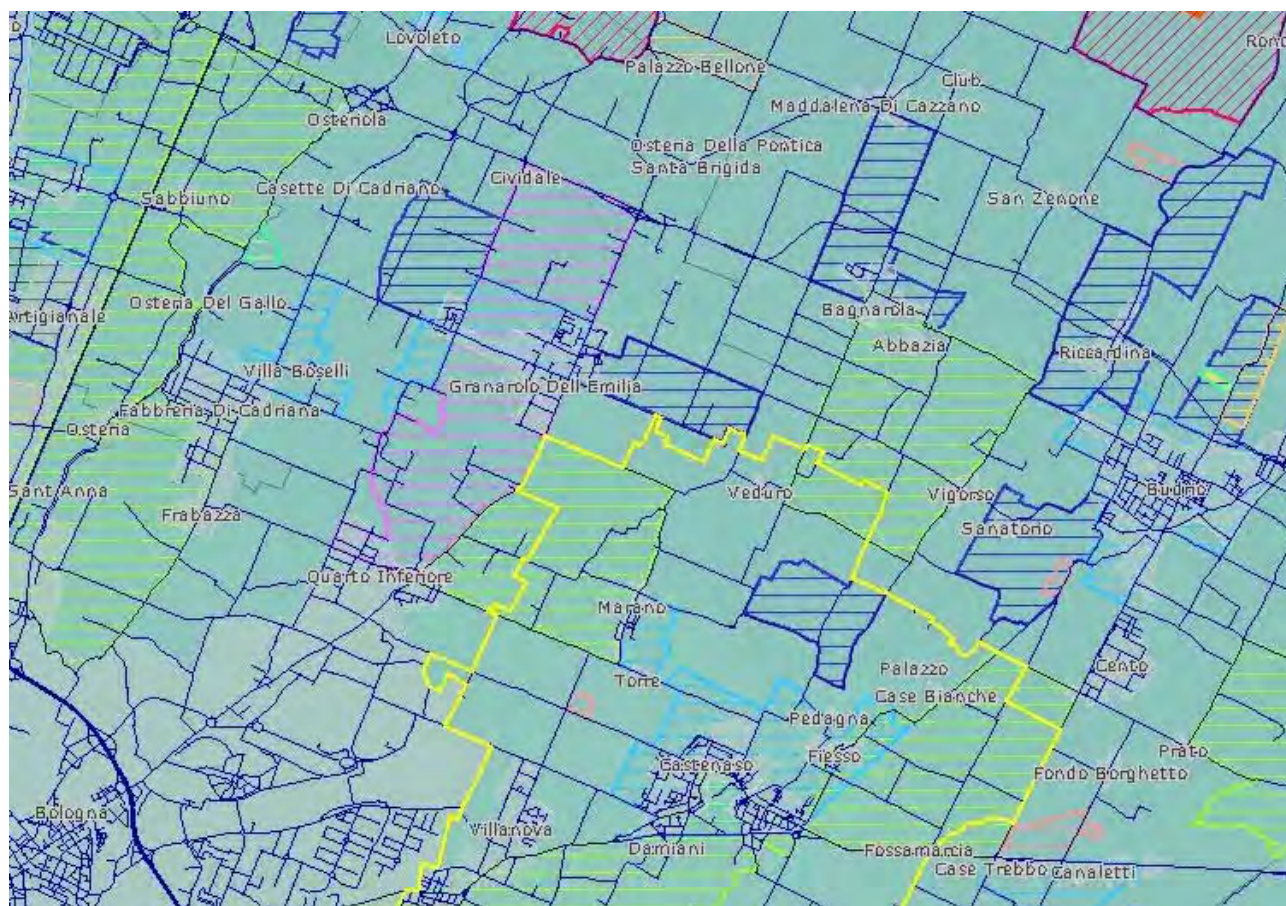 Lovoleto
Palazzo Bellone
Club
Maddalena Di Cazzano
Osteriola
Osteria Della Pontica
Santa Brigida
Cividale
Casette Di Cadriano
Sabbiuno
San Zenone
Osteria Del Gallo
Artigianale
Bagnarola
Abbazia
Riccardina
Villa Boselli
Granarolo Dell Emilia
Fabbreria Di Cadriana
Osteria
Sant Anna
Veduro
Vigorso
Budrio
Frabazza
Sanatorio
Quarto Inferiore
Marano
Torre
Palazzo
Cento
Case Bianche
Pedagna
Fiesso
Prato
Castenaso
Fondo Borghetto
Bologna
Villanova
Damiani
Fossamarcia
Case Trebbo
Canaletti